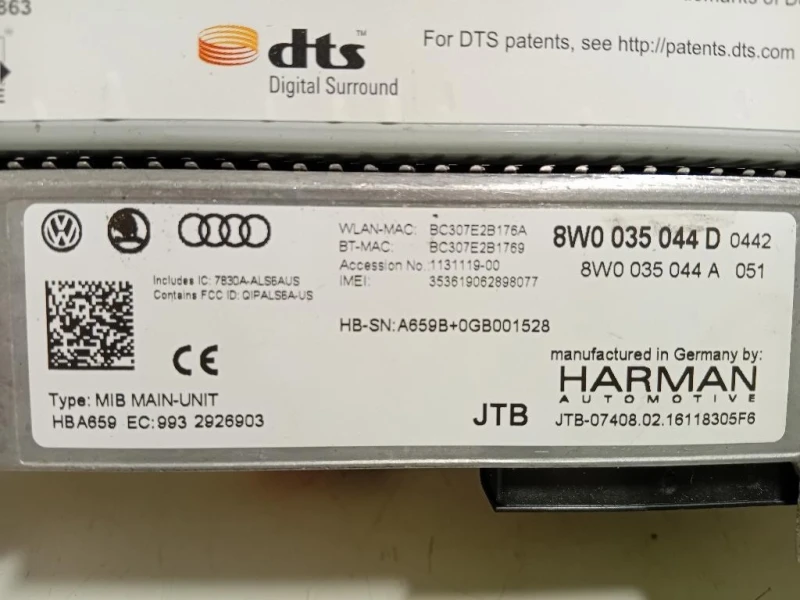 863
dts™
Digital Surround
For DTS patents, see http://patents.dts.com
WLAN-MAC: BC307E2B176A
BT-MAC: BC307E2B1769
Accession No 1131119-00
IMEI: 353619062898077
8W0 035 044 D 0442
8W0 035 044 A 051
Includes IC: 7830A-ALS6AUS
Contains FCC ID: QIPALS6A-US
HB-SN:A659B+0GB001528
CE
manufactured in Germany by:
HARMAN
AUTOMOTIVE
Type: MIB MAIN-UNIT
HBA659 EC:993 2926903
JTB
JTB-07408.02.16118305F6